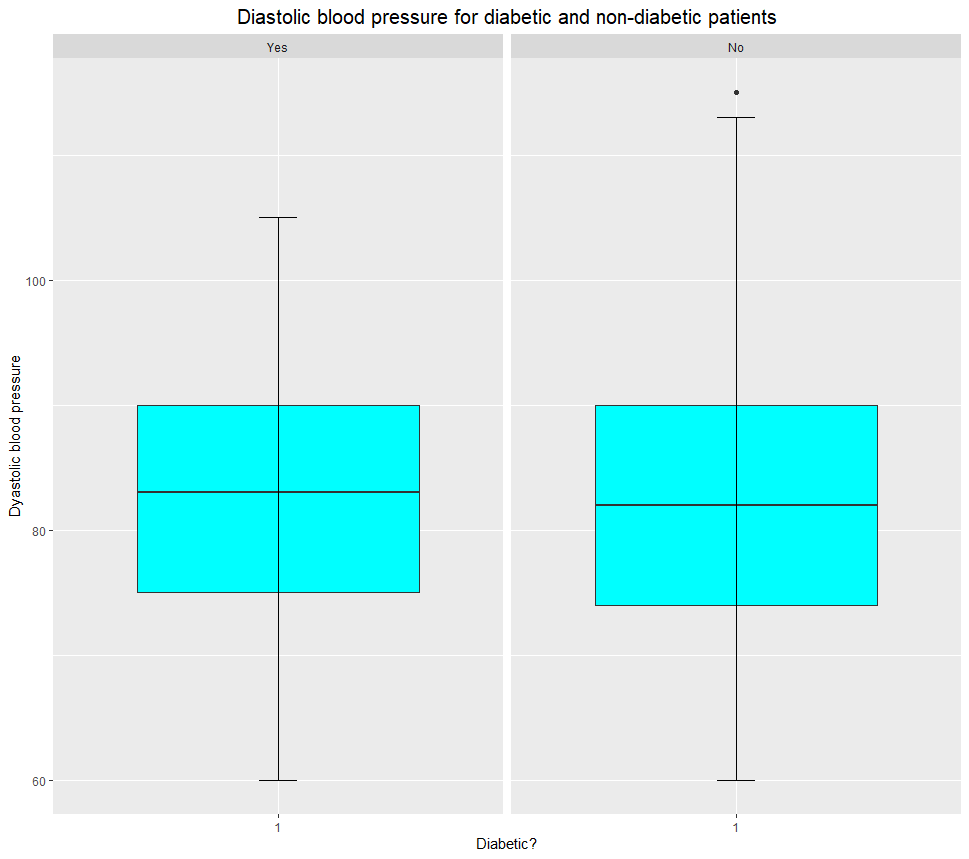 Diastolic blood pressure for diabetic and non-diabetic patients
Yes
No
100
80
60
Dyastolic blood pressure
1
1
Diabetic?